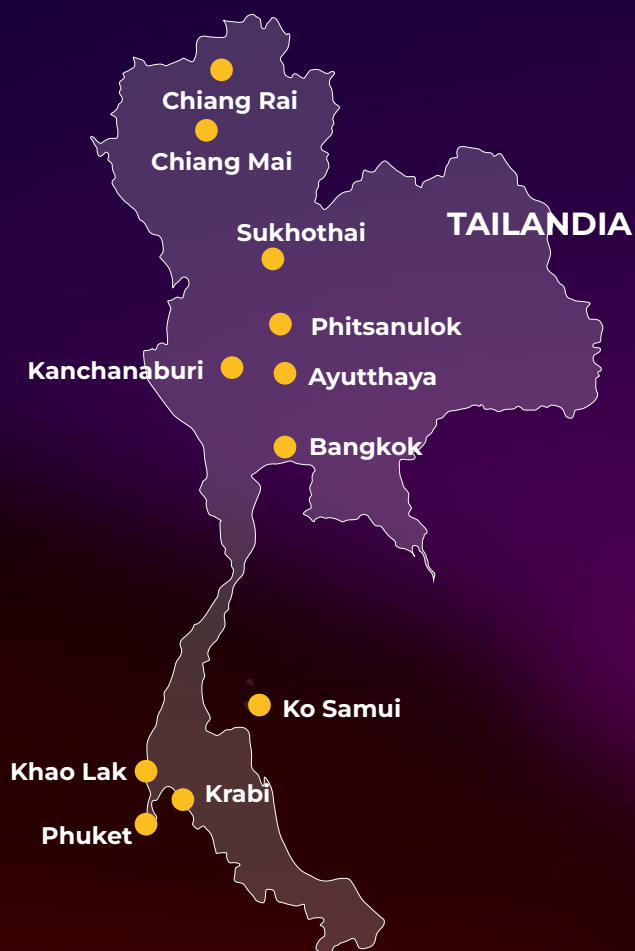 Chiang Rai
Chiang Mai
TAILANDIA
Sukhothai
Phitsanulok
Kanchanaburi
Ayutthaya
Bangkok
Ko Samui
Khao Lak
Krabi
Phuket